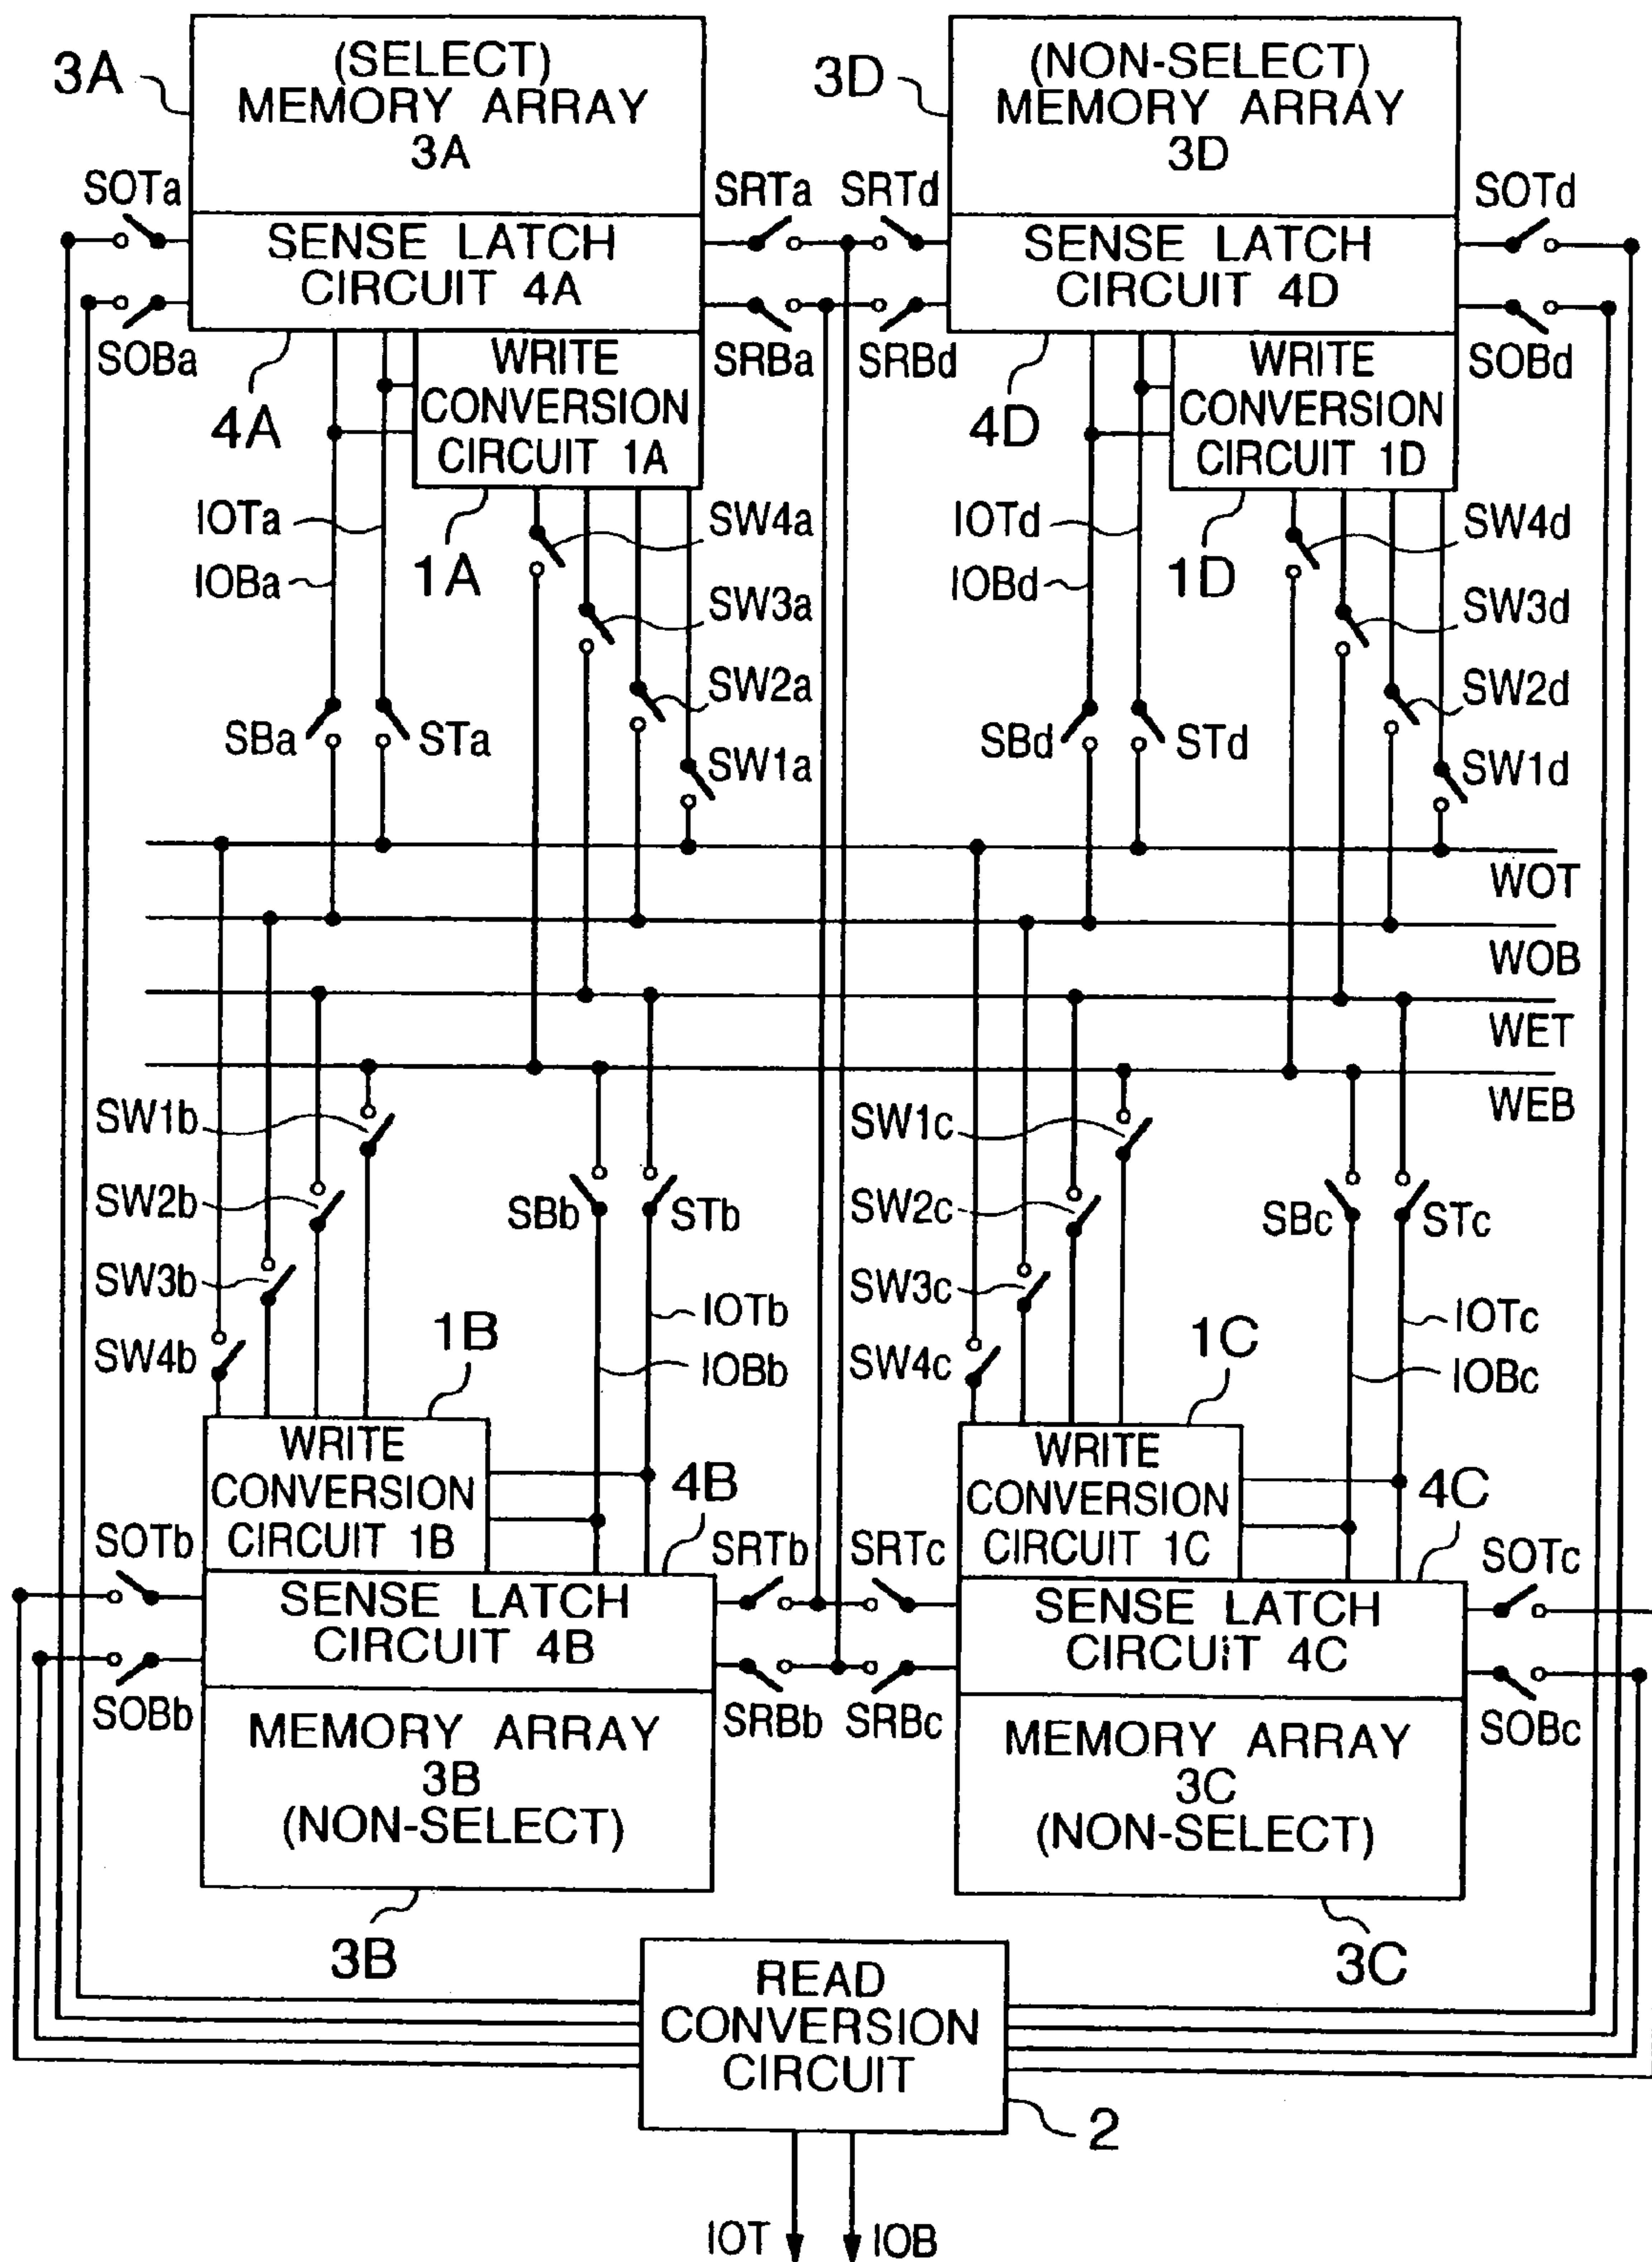 (SELECT)
MEMORY ARRAY
3A
3A
(NON-SELECT)
MEMORY ARRAY
3D
3D
SOTa
SRTa
SRTd
SOTd
SENSE LATCH
CIRCUIT 4A
SENSE LATCH
CIRCUIT 4D
SOBa
SRBa
SRBd
SOBd
WRITE
CONVERSION
CIRCUIT 1A
WRITE
CONVERSION
CIRCUIT 1D
4A
4D
IOTa
IOBa
1A
SW4a
SW3a
SW2a
SW1a
SBa
STa
IOTd
IOBd
1D
SW4d
SW3d
SW2d
SW1d
SBd
STd
WOT
WOB
WET
WEB
SW1b
SW2b
SW3b
SW4b
SBb
STb
IOTb
IOBb
1B
SW1c
SW2c
SW3c
SW4c
SBc
STc
IOTc
IOBc
1C
WRITE
CONVERSION
CIRCUIT 1B
4B
WRITE
CONVERSION
CIRCUIT 1C
4C
SOTb
SRTb
SRTc
SOTc
SENSE LATCH
CIRCUIT 4B
SENSE LATCH
CIRCUiT 4C
SOBb
SRBb
SRBc
SOBc
MEMORY ARRAY
3B
(NON-SELECT)
MEMORY ARRAY
3C
(NON-SELECT)
3B
3C
READ
CONVERSION
CIRCUIT
2
IOT
IOB